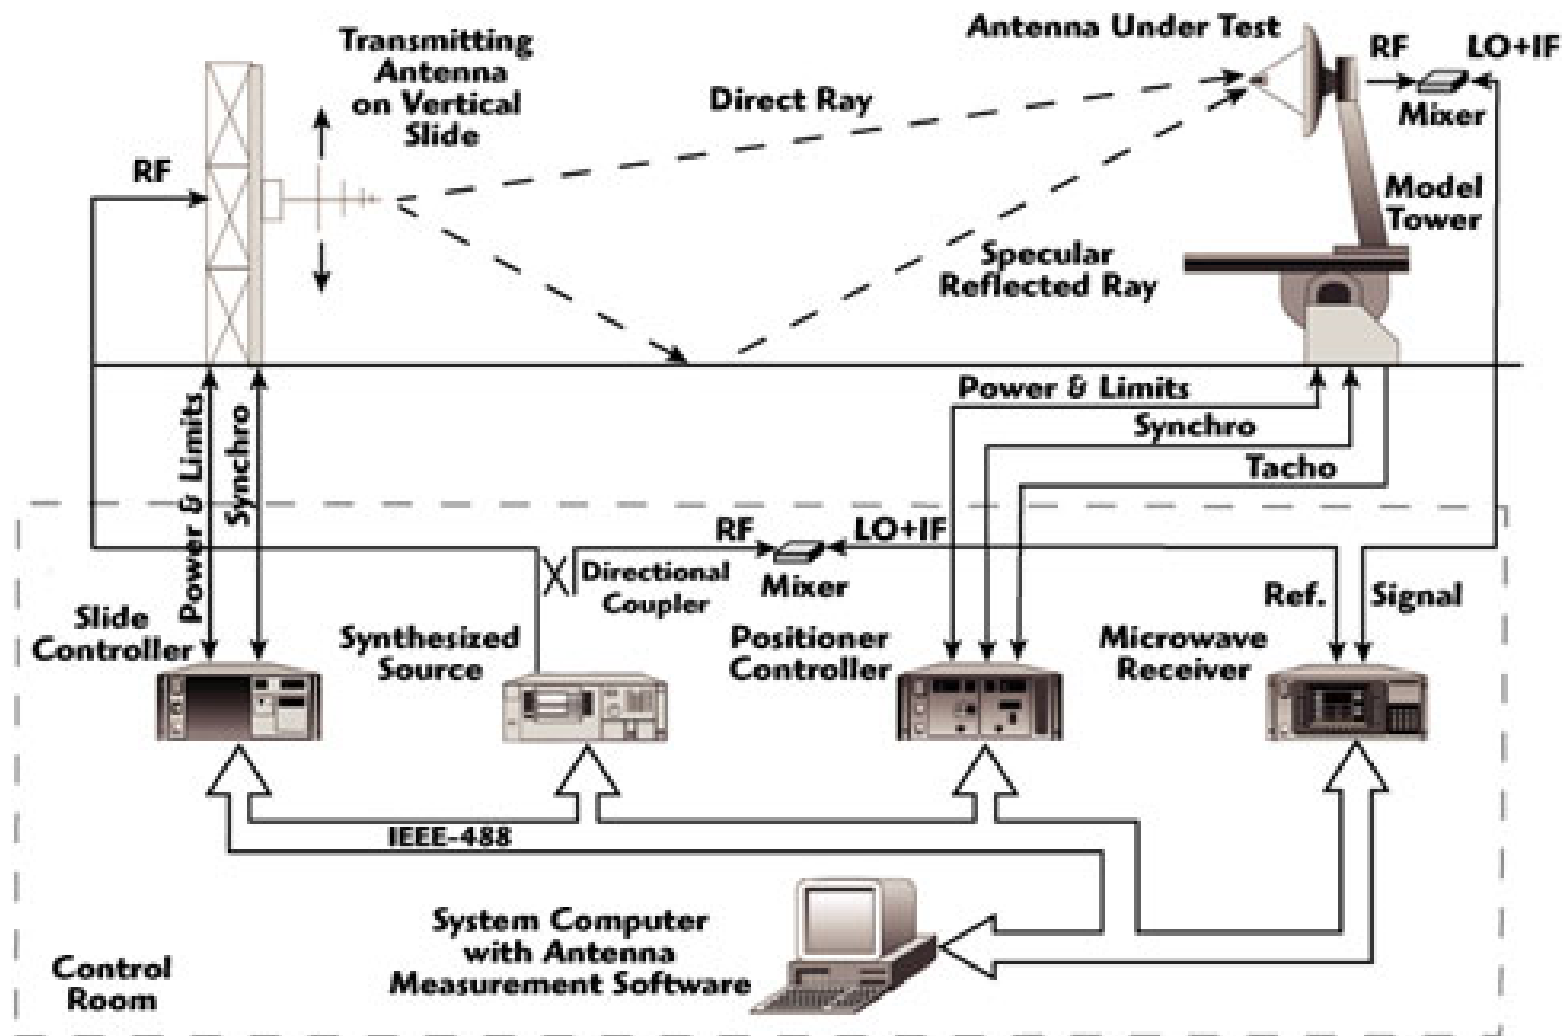 Transmitting
Antenna
on Vertical
Slide
Antenna Under Test
RF
LO+IF
Mixer
Direct Ray
RF
Model
Tower
Specular
Reflected Ray
Power & Limits
Synchro
Power & Limits
Synchro
Tacho
RF
LO+IF
Mixer
Directional
Coupler
Ref.
Signal
Slide
Controller
Synthesized
Source
Positioner
Controller
Microwave
Receiver
IEEE-488
System Computer
with Antenna
Measurement Software
Control
Room